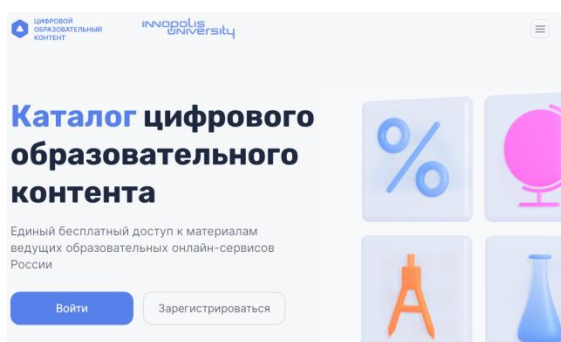 ЦИФРОВОЙ
ОБРАЗОВАТЕЛЬНЫЙ
КОНТЕНТ
INNOPOLIS
UNIVERSITY
Каталог цифрового
образовательного
контента
Единый бесплатный доступ к материалам
ведущих образовательных онлайн-сервисов
России
Войти
Зарегистрироваться
%